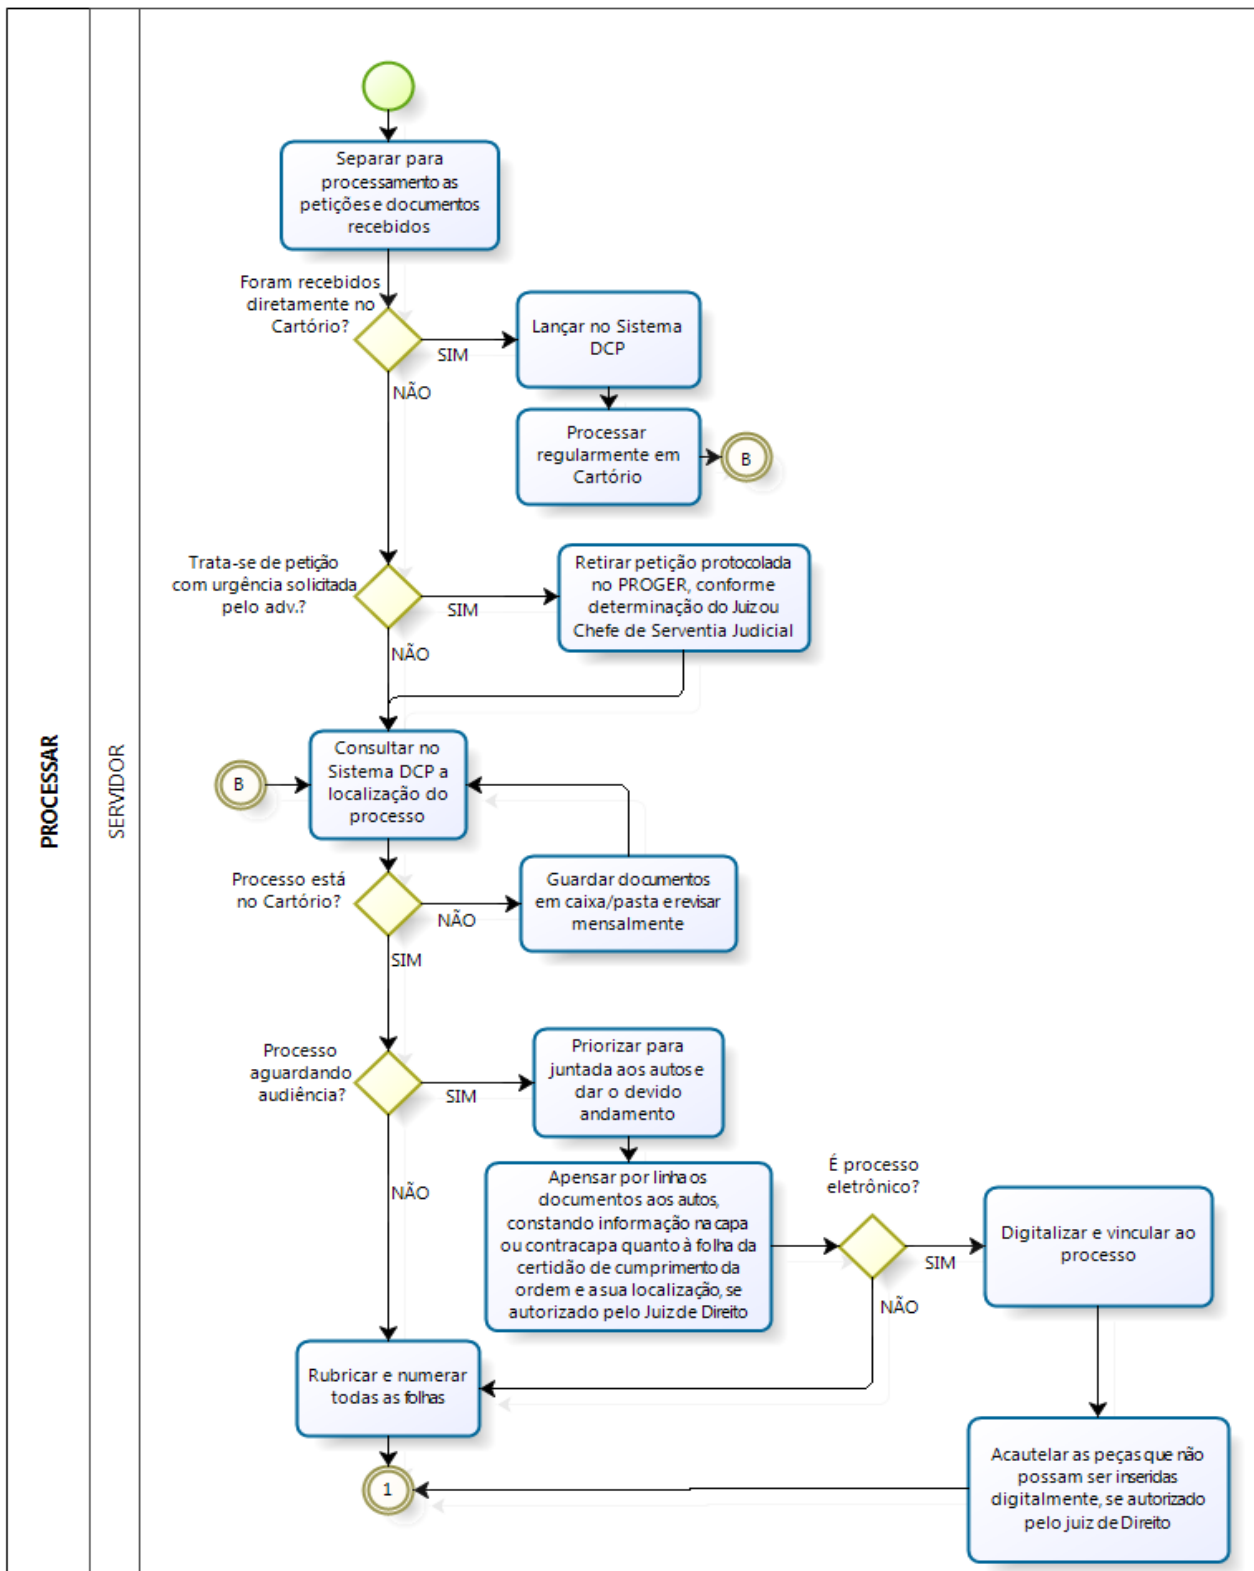 PROCESSAR
SERVIDOR
Separar para
processamento as
petições e documentos
recebidos
Foram recebidos
diretamente no
Cartório?
SIM
NÃO
Lançar no Sistema
DCP
Processar
regularmente em
Cartório
B
Trata-se de petição
com urgência solicitada
pelo adv.?
SIM
NÃO
Retirar petição protocolada
no PROGER, conforme
determinação do Juiz ou
Chefe de Serventia Judicial
B
Consultar no
Sistema DCP a
localização do
processo
Processo está
no Cartório?
NÃO
SIM
Guardar documentos
em caixa/pasta e revisar
mensalmente
Processo
aguardando
audiência?
SIM
NÃO
Priorizar para
juntada aos autos e
dar o devido
andamento
Apensar por linha os
documentos aos autos,
constando informação na capa
ou contracapa quanto à folha da
certidão de cumprimento da
ordem e a sua localização, se
autorizado pelo Juiz de Direito
É processo
eletrônico?
SIM
NÃO
Digitalizar e vincular ao
processo
Rubricar e numerar
todas as folhas
1
Acautelar as peças que não
possam ser inseridas
digitalmente, se autorizado
pelo juiz de Direito